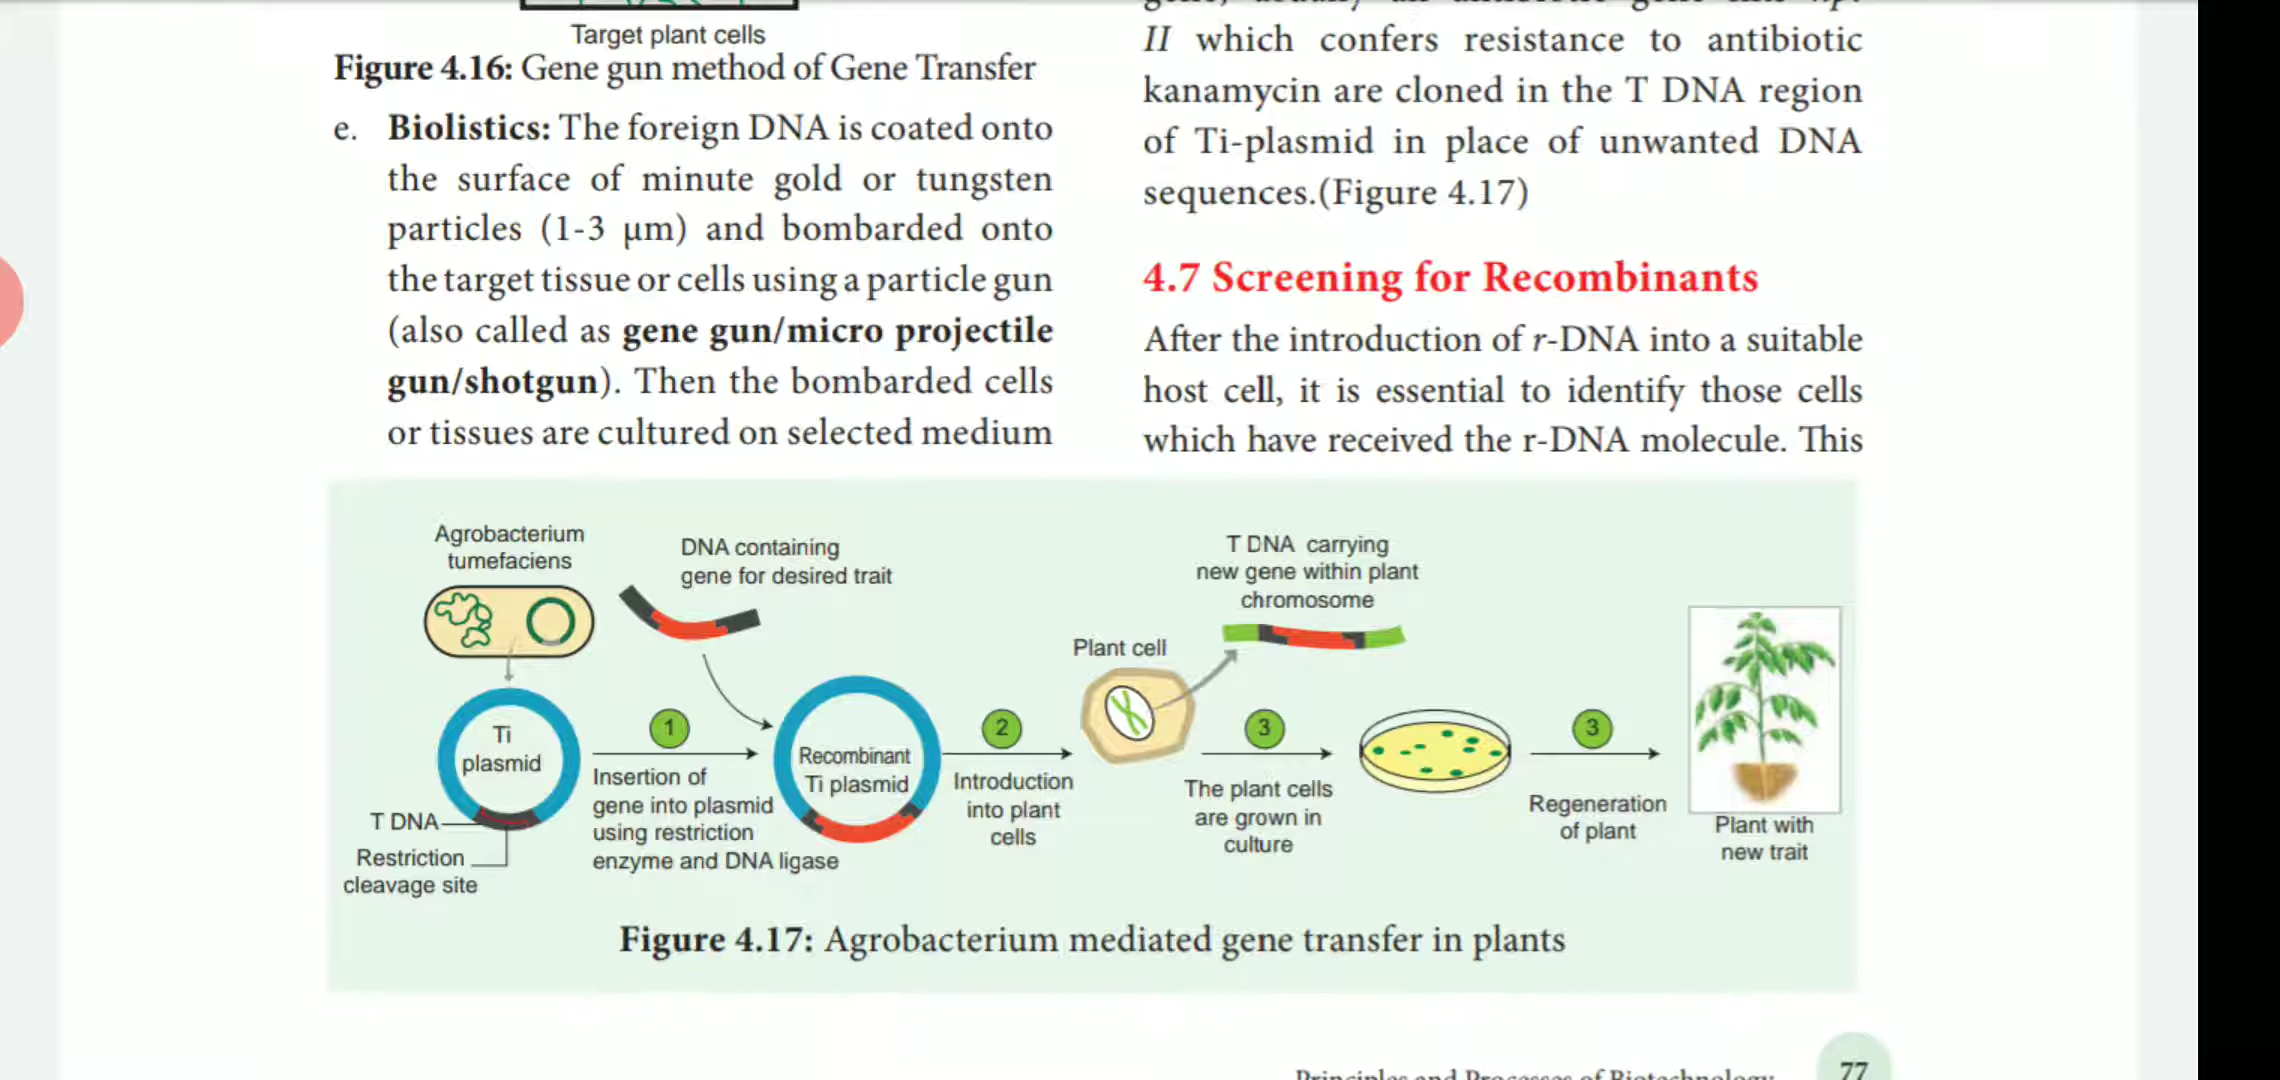 Target plant cells
Figure 4.16: Gene gun method of Gene Transfer
e. Biolistics: The foreign DNA is coated onto
the surface of minute gold or tungsten
particles (1-3 µm) and bombarded onto
the target tissue or cells using a particle gun
(also called as gene gun/micro projectile
gun/shotgun). Then the bombarded cells
or tissues are cultured on selected medium
II which confers resistance to antibiotic
kanamycin are cloned in the T DNA region
of Ti-plasmid in place of unwanted DNA
sequences.(Figure 4.17)
4.7 Screening for Recombinants
After the introduction of r-DNA into a suitable
host cell, it is essential to identify those cells
which have received the r-DNA molecule. This
Agrobacterium
tumefaciens
DNA containing
gene for desired trait
T DNA carrying
new gene within plant
chromosome
Plant cell
Ti
plasmid
1
Recombinant
Ti plasmid
2
3
3
Insertion of
gene into plasmid
using restriction
enzyme and DNA ligase
Introduction
into plant
cells
The plant cells
are grown in
culture
Regeneration
of plant
Plant with
new trait
T DNA
Restriction
cleavage site
Figure 4.17: Agrobacterium mediated gene transfer in plants
Principles and Processes of Biotechnology
77